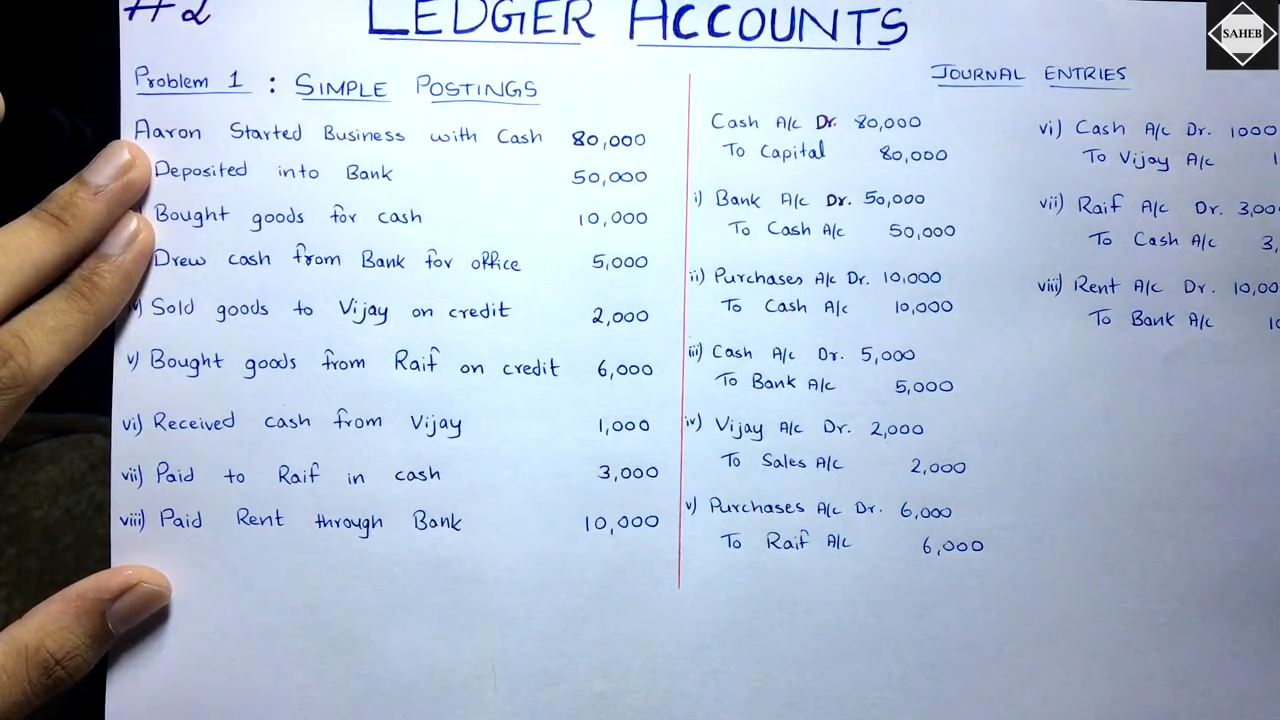 #2 LEDGER ACCOUNTS
SAHEB
Problem 1 : SIMPLE POSTINGS
Aaron Started Business with Cash 80,000
Deposited into Bank 50,000
Bought goods for cash 10,000
Drew cash from Bank for office 5,000
Sold goods to Vijay on credit 2,000
v) Bought goods from Raif on credit 6,000
vi) Received cash from Vijay 1,000
vii) Paid to Raif in cash 3,000
viii) Paid Rent through Bank 10,000
JOURNAL ENTRIES
Cash A/c Dr. 80,000
To Capital 80,000
i) Bank A/c Dr. 50,000
To Cash A/c 50,000
ii) Purchases A/c Dr. 10,000
To Cash A/c 10,000
iii) Cash A/c Dr. 5,000
To Bank A/c 5,000
iv) Vijay A/c Dr. 2,000
To Sales A/c 2,000
v) Purchases A/c Dr. 6,000
To Raif A/c 6,000
vi) Cash A/c Dr. 1000
To Vijay A/c
vii) Raif A/c Dr. 3,00
To Cash A/c 3,
viii) Rent A/c Dr. 10,00
To Bank A/c 10